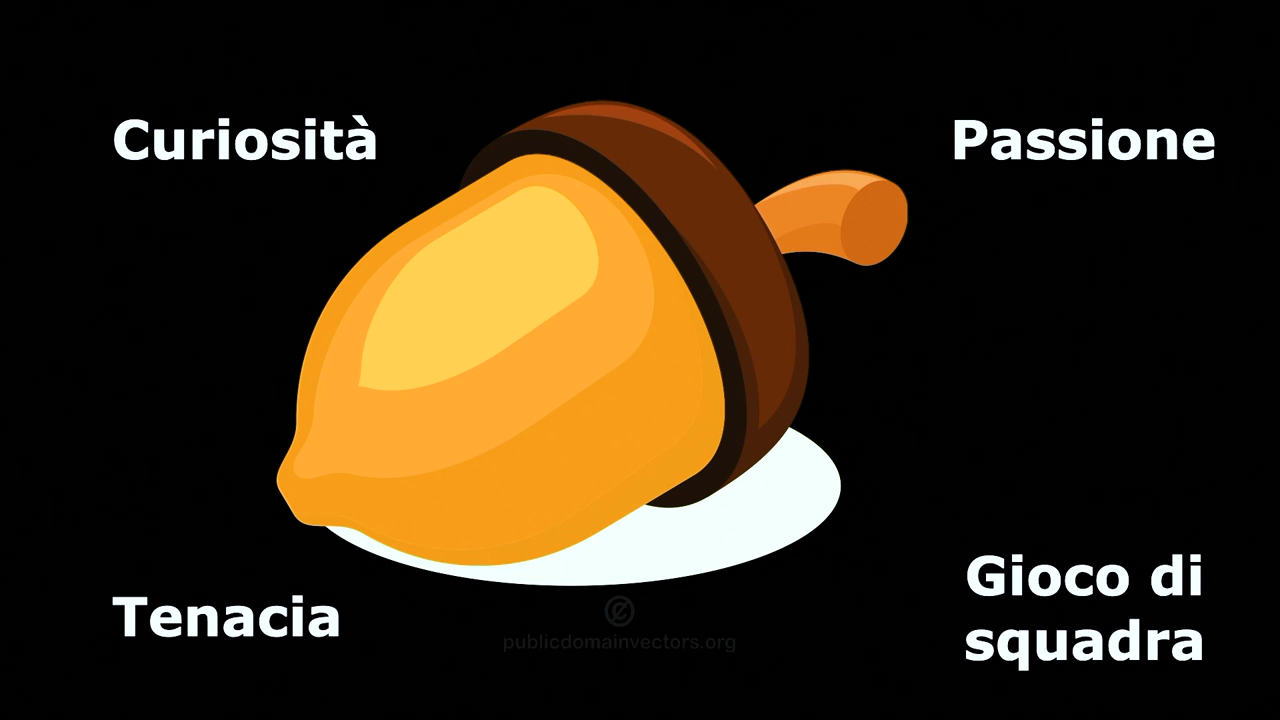 Curiosità
Passione
Tenacia
Gioco di
squadra
publicdomainvectors.org